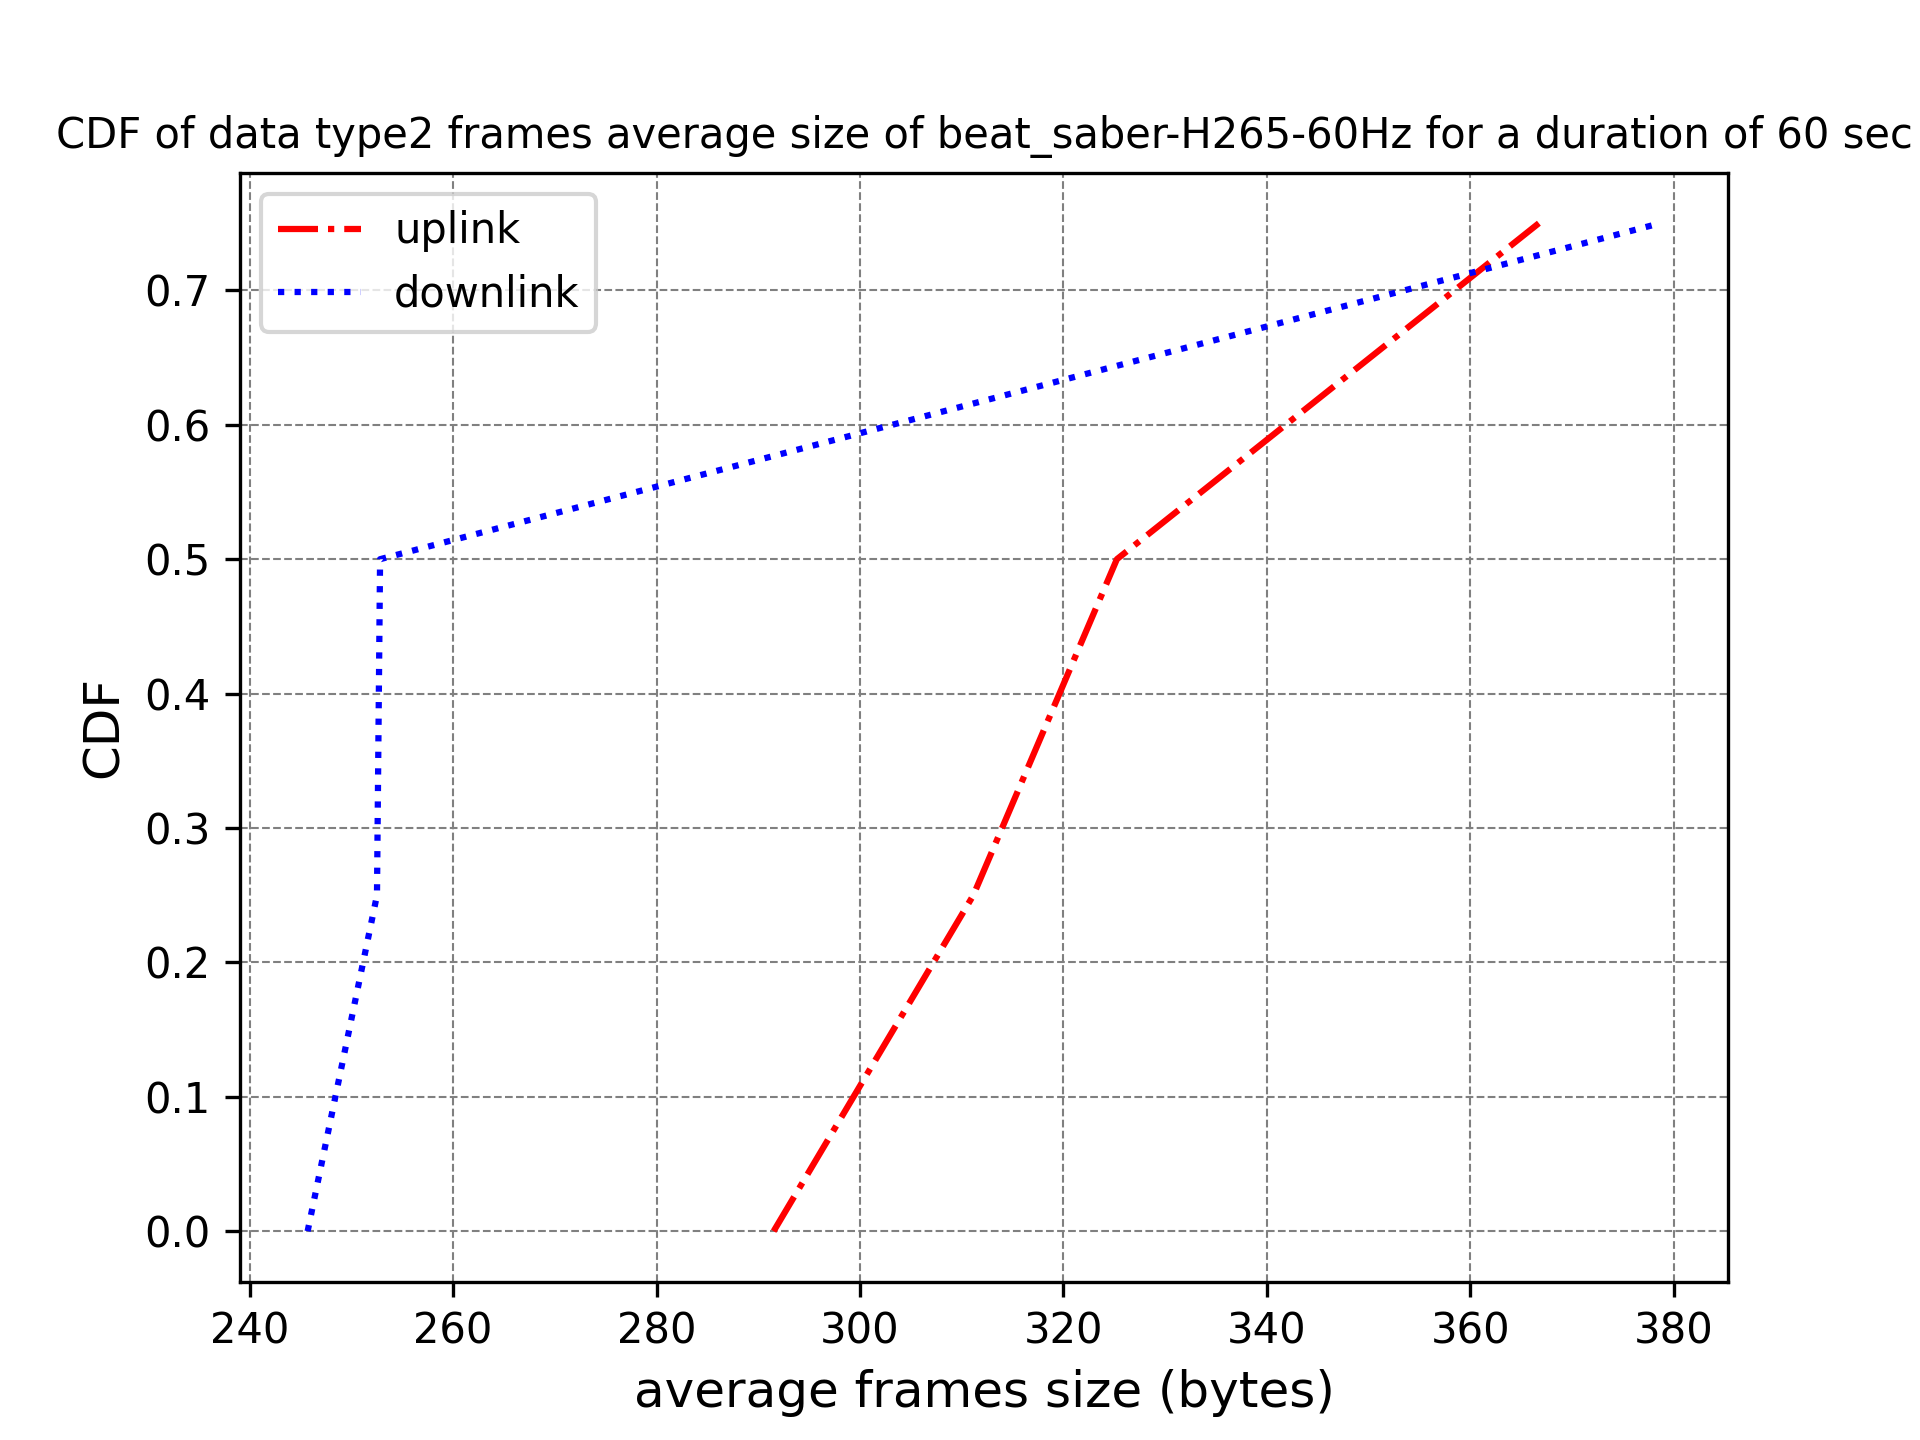 CDF of data type2 frames average size of beat_saber-H265-60Hz for a duration of 60 sec
uplink
downlink
0.7
0.6
0.5
0.4
0.3
0.2
0.1
0.0
CDF
240 260 280 300 320 340 360 380
average frames size (bytes)